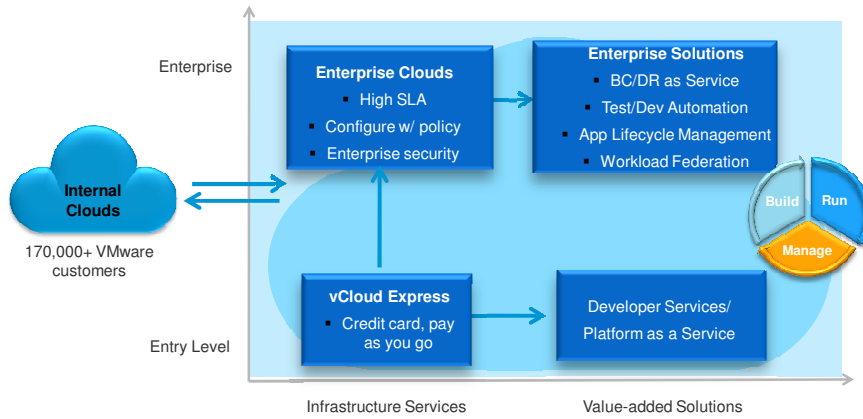 Enterprise
Enterprise Clouds
▪ High SLA
▪ Configure w/ policy
▪ Enterprise security
Enterprise Solutions
▪ BC/DR as Service
▪ Test/Dev Automation
▪ App Lifecycle Management
▪ Workload Federation
Internal
Clouds
170,000+ VMware
customers
Build
Run
Manage
vCloud Express
▪ Credit card, pay
as you go
Developer Services/
Platform as a Service
Entry Level
Infrastructure Services
Value-added Solutions